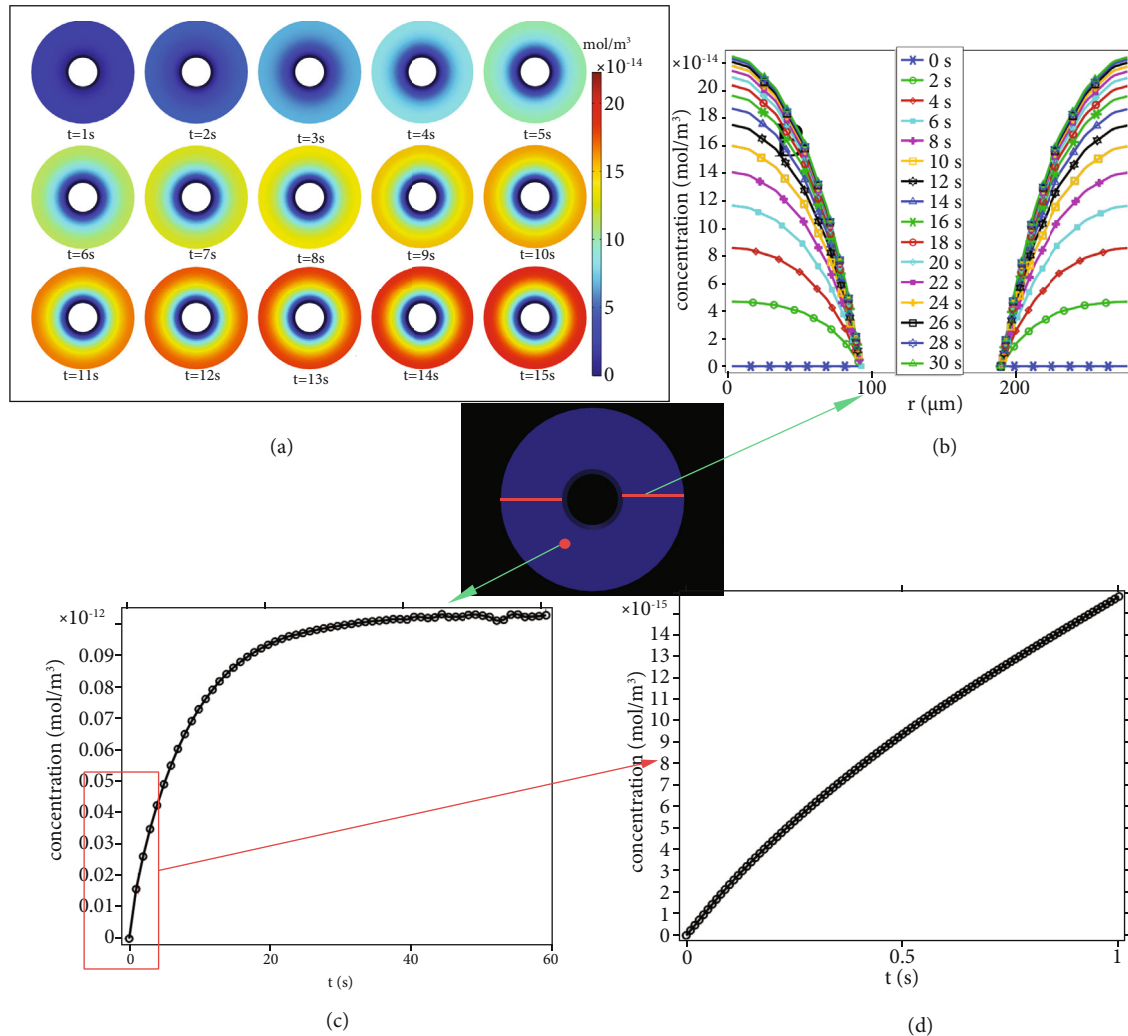 mol/m³
×10⁻¹⁴
20
15
10
5
0
t=1s t=2s t=3s t=4s t=5s
t=6s t=7s t=8s t=9s t=10s
t=11s t=12s t=13s t=14s t=15s
(a)
×10⁻¹⁴
20
18
16
14
12
10
8
6
4
2
0
concentration (mol/m³)
0 s
2 s
4 s
6 s
8 s
10 s
12 s
14 s
16 s
18 s
20 s
22 s
24 s
26 s
28 s
30 s
0 100 200
r (μm)
(b)
×10⁻¹²
0.09
0.08
0.07
0.06
0.05
0.04
0.03
0.02
0.01
0
concentration (mol/m³)
0 20 40 60
t (s)
(c)
×10⁻¹⁵
15
14
13
12
11
10
9
8
7
6
5
4
3
2
1
0
concentration (mol/m³)
0 0.5 1
t (s)
(d)